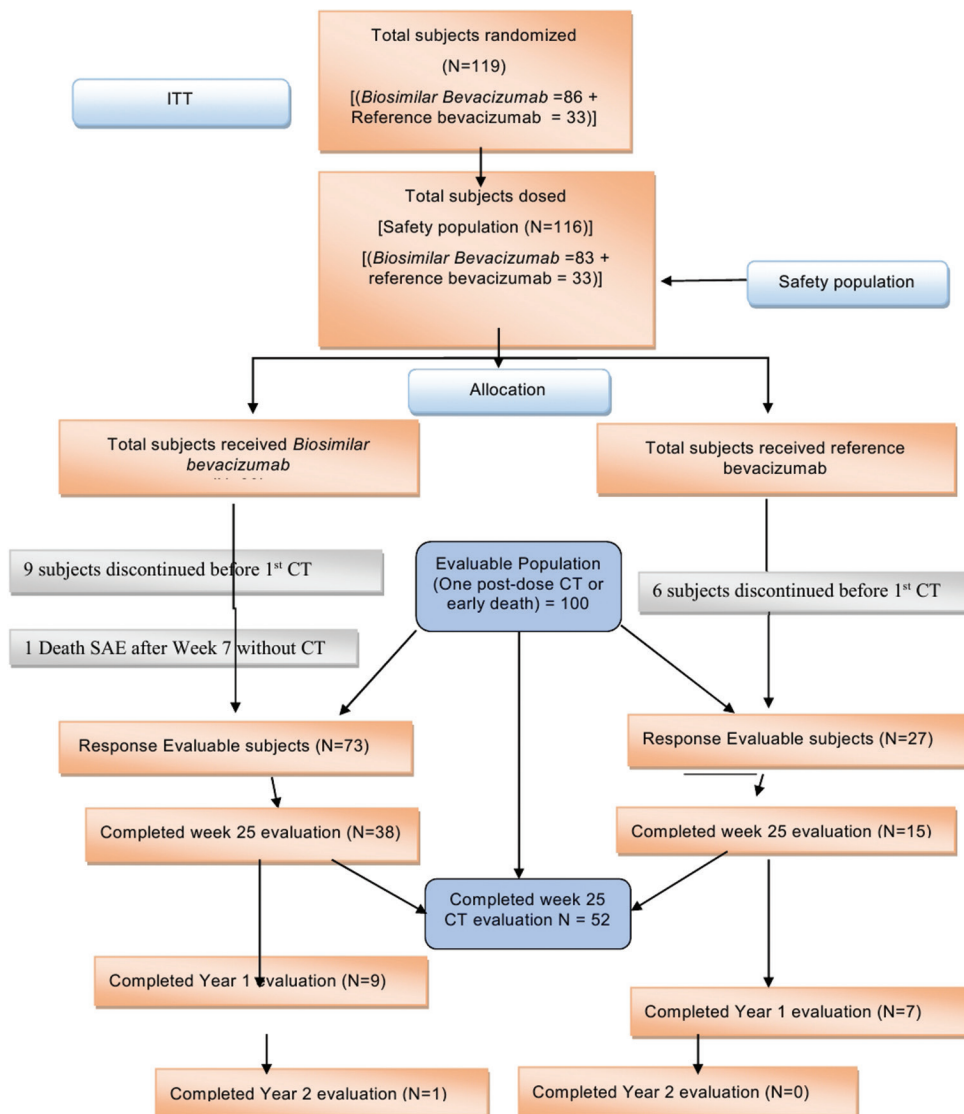 Total subjects randomized
(N=119)
[(Biosimilar Bevacizumab =86 +
Reference bevacizumab = 33)]
ITT
Total subjects dosed
[Safety population (N=116)]
[(Biosimilar Bevacizumab =83 +
reference bevacizumab = 33)]
Safety population
Allocation
Total subjects received Biosimilar
bevacizumab
Total subjects received reference
bevacizumab
9 subjects discontinued before 1st CT
Evaluable Population
(One post-dose CT or
early death) = 100
6 subjects discontinued before 1st CT
1 Death SAE after Week 7 without CT
Response Evaluable subjects (N=73)
Response Evaluable subjects (N=27)
Completed week 25 evaluation (N=38)
Completed week 25 evaluation (N=15)
Completed week 25
CT evaluation N = 52
Completed Year 1 evaluation (N=9)
Completed Year 1 evaluation (N=7)
Completed Year 2 evaluation (N=1)
Completed Year 2 evaluation (N=0)